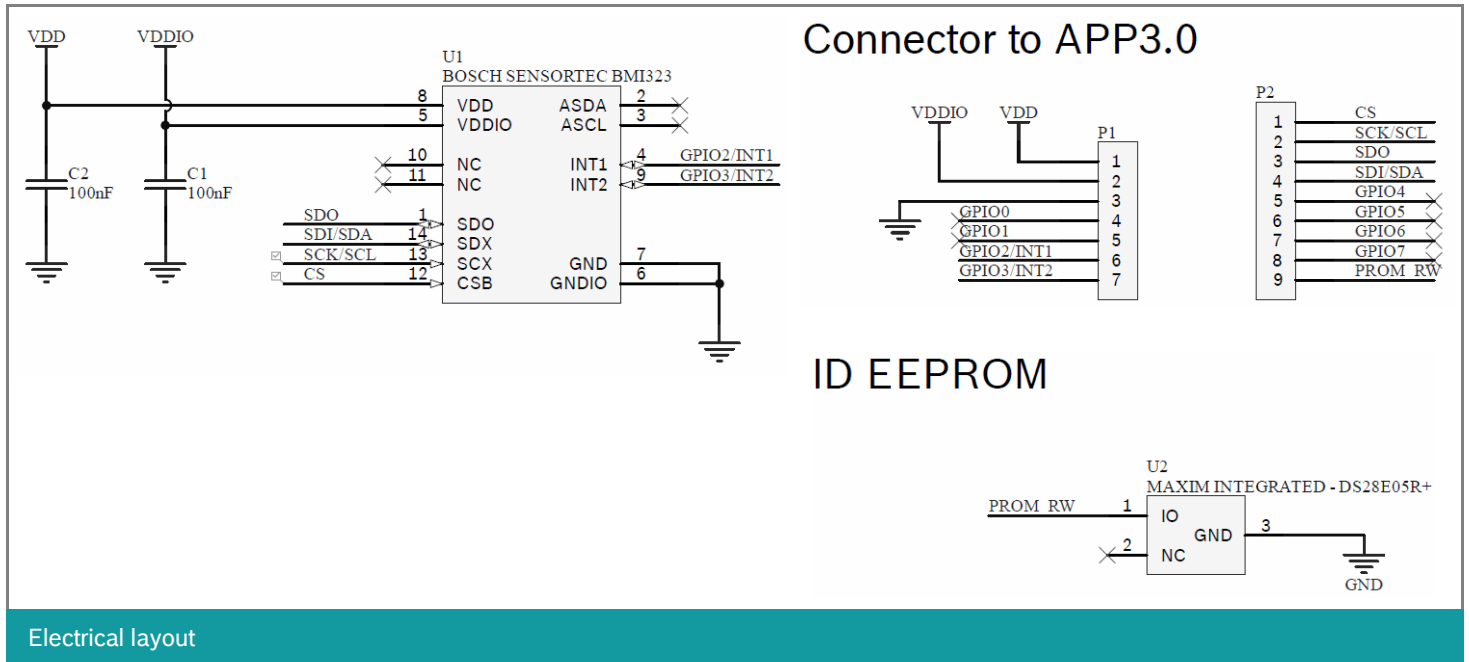 VDD
VDDIO
U1
BOSCH SENSORTEC BMI323
8 VDD ASDA 2
5 VDDIO ASCL 3
10 NC INT1 4 GPIO2/INT1
11 NC INT2 9 GPIO3/INT2
C2
100nF
C1
100nF
SDO 1 SDO
SDI/SDA 14 SDX
SCK/SCL 13 SCX GND 7
CS 12 CSB GNDIO 6
Connector to APP3.0
VDDIO
VDD
P1
1
2
3
GPIO0 4
GPIO1 5
GPIO2/INT1 6
GPIO3/INT2 7
P2
1 CS
2 SCK/SCL
3 SDO
4 SDI/SDA
5 GPIO4
6 GPIO5
7 GPIO6
8 GPIO7
9 PROM_RW
ID EEPROM
U2
MAXIM INTEGRATED - DS28E05R+
PROM_RW 1 IO
GND 3
2 NC
GND
Electrical layout